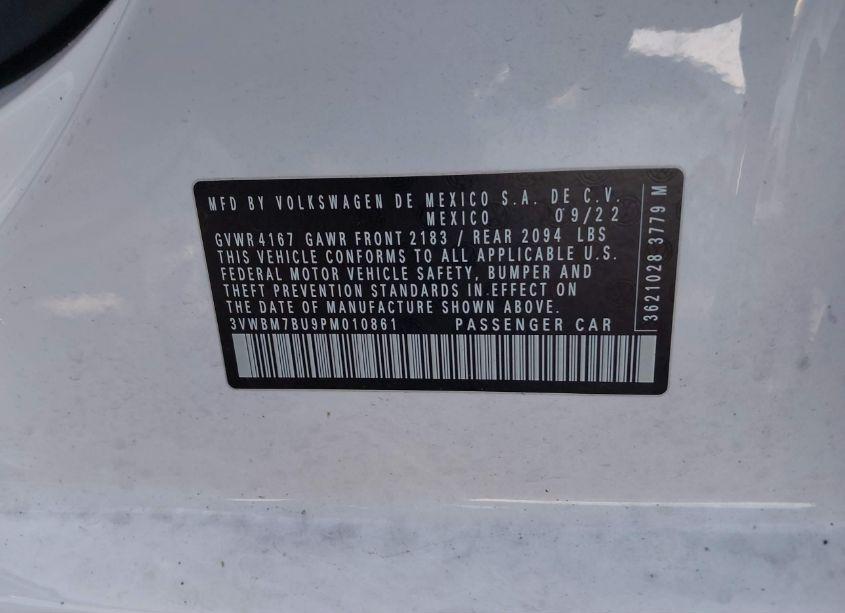 MFD BY VOLKSWAGEN DE MEXICO S.A. DE C.V.
MEXICO 09/22
GVWR 4167 GAWR FRONT 2183 / REAR 2094 LBS
THIS VEHICLE CONFORMS TO ALL APPLICABLE U.S.
FEDERAL MOTOR VEHICLE SAFETY, BUMPER AND
THEFT PREVENTION STANDARDS IN EFFECT ON
THE DATE OF MANUFACTURE SHOWN ABOVE.
3VWBM7BU9PM010861 PASSENGER CAR
3621028 3779 M